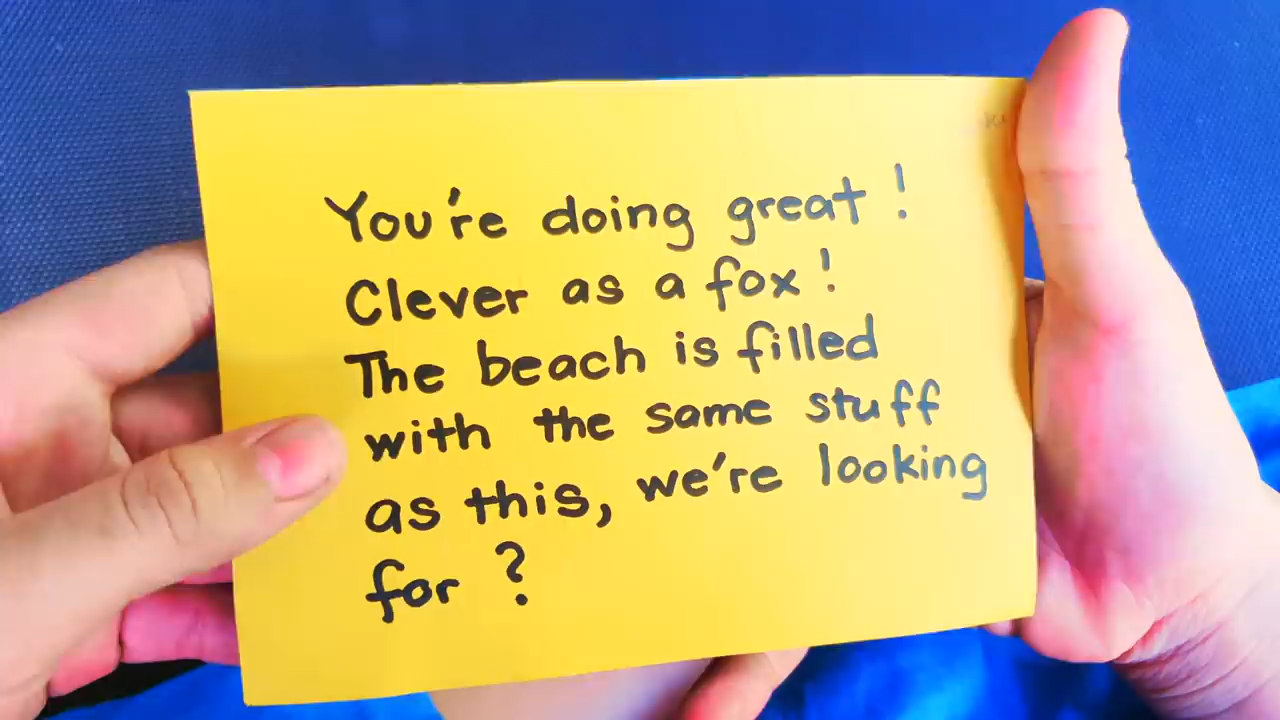 You're doing great!
Clever as a fox!
The beach is filled
with the same stuff
as this, we're looking
for?